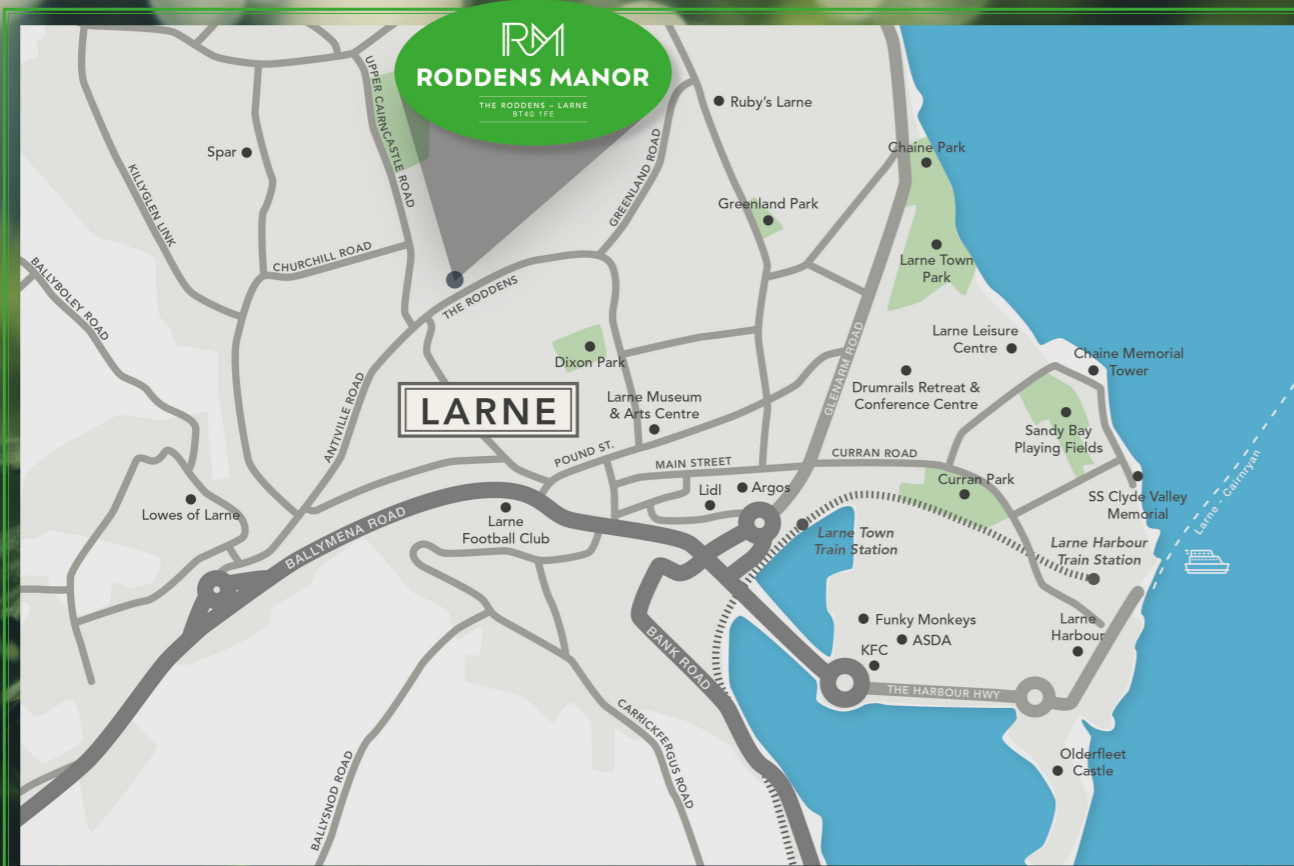 RM
RODDENS MANOR
THE RODDENS – LARNE
BT40 1FE
UPPER CAIRNCASTLE ROAD
Ruby's Larne
Spar
KILLYGLEN LINK
GREENLAND ROAD
Chaine Park
Greenland Park
CHURCHILL ROAD
Larne Town
Park
BALLYBOLEY ROAD
THE RODDENS
Larne Leisure
Centre
Chaine Memorial
Tower
Dixon Park
GLENARM ROAD
Drumrails Retreat &
Conference Centre
LARNE
Larne Museum
& Arts Centre
ANTIVILLE ROAD
Sandy Bay
Playing Fields
POUND ST.
MAIN STREET
CURRAN ROAD
Curran Park
Lidl
Argos
SS Clyde Valley
Memorial
Larne - Cairnryan
Lowes of Larne
BALLYMENA ROAD
Larne
Football Club
Larne Town
Train Station
Larne Harbour
Train Station
Funky Monkeys
ASDA
KFC
Larne
Harbour
BANK ROAD
THE HARBOUR HWY
CARRICKFERGUS ROAD
BALLYSNOD ROAD
Olderfleet
Castle